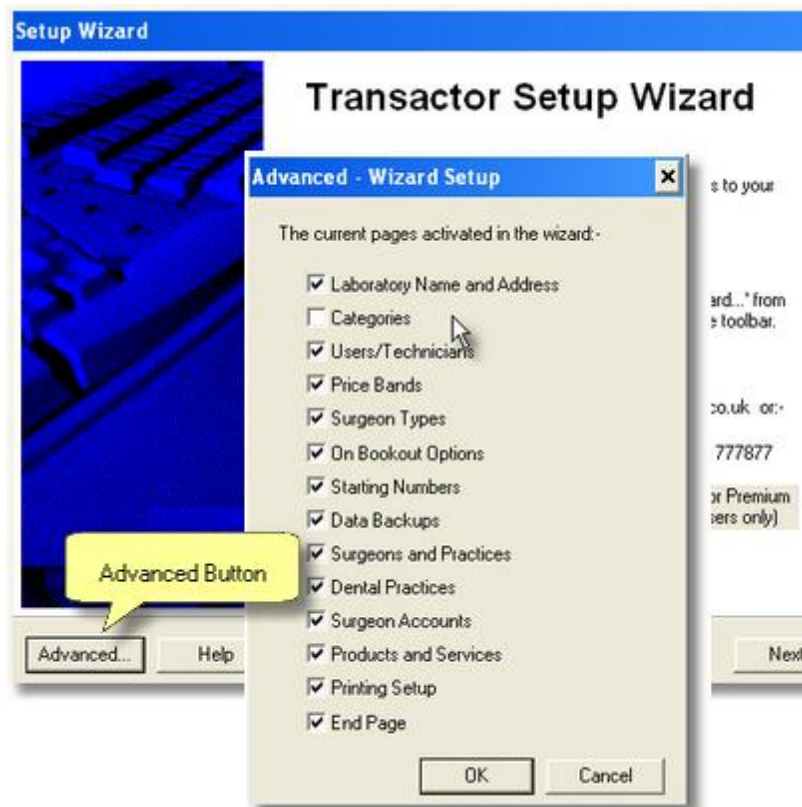 Setup Wizard
Transactor Setup Wizard
s to your
ard..." from
e toolbar.
co.uk or:-
777877
or Premium
sers only)
Advanced - Wizard Setup
The current pages activated in the wizard:-
Laboratory Name and Address
Categories
Users/Technicians
Price Bands
Surgeon Types
On Bookout Options
Starting Numbers
Data Backups
Surgeons and Practices
Dental Practices
Surgeon Accounts
Products and Services
Printing Setup
End Page
OK Cancel
Advanced Button
Advanced... Help Next